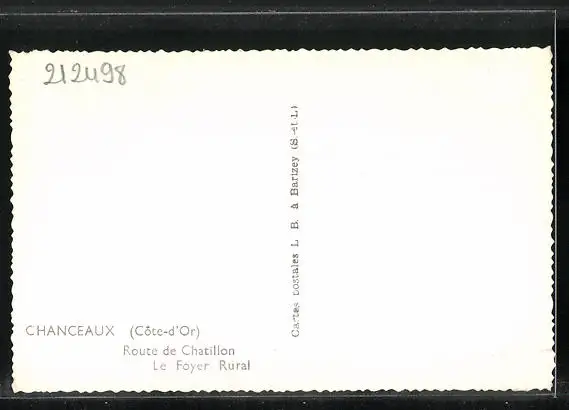 212498
CHANCEAUX (Côte-d'Or)
Route de Chatillon
Le Foyer Rural
Cartes postales L. B. à Barizey (S.-et-L.)